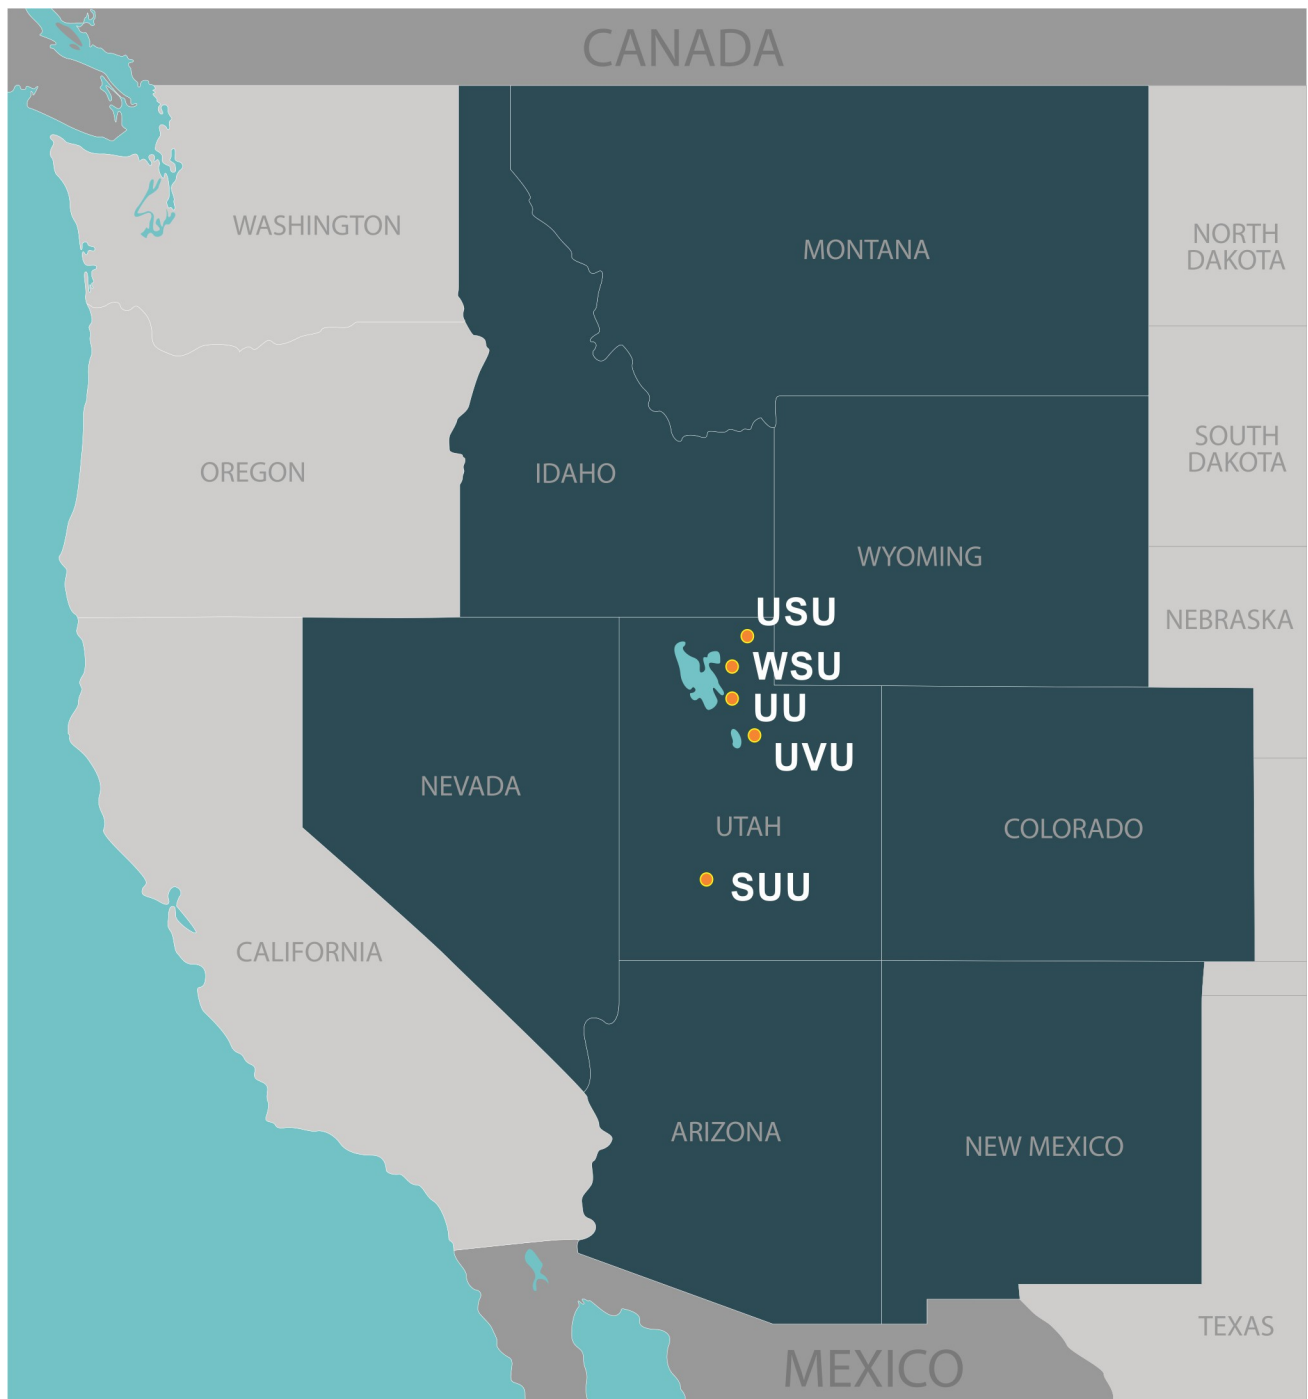 CANADA
WASHINGTON
MONTANA
NORTH
DAKOTA
OREGON
IDAHO
SOUTH
DAKOTA
WYOMING
USU
NEBRASKA
WSU
UU
UVU
NEVADA
UTAH
COLORADO
SUU
CALIFORNIA
ARIZONA
NEW MEXICO
TEXAS
MEXICO